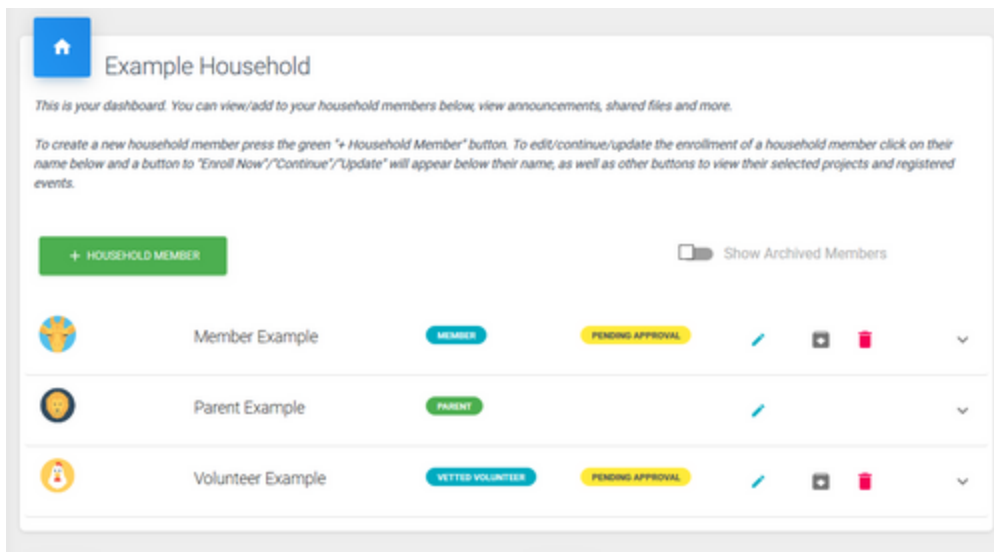 Example Household
This is your dashboard. You can view/add to your household members below, view announcements, shared files and more.
To create a new household member press the green "+ Household Member" button. To edit/continue/update the enrollment of a household member click on their
name below and a button to "Enroll Now"/"Continue"/"Update" will appear below their name, as well as other buttons to view their selected projects and registered
events.
+ HOUSEHOLD MEMBER
Show Archived Members
Member Example
MEMBER
PENDING APPROVAL
Parent Example
PARENT
Volunteer Example
VETTED VOLUNTEER
PENDING APPROVAL